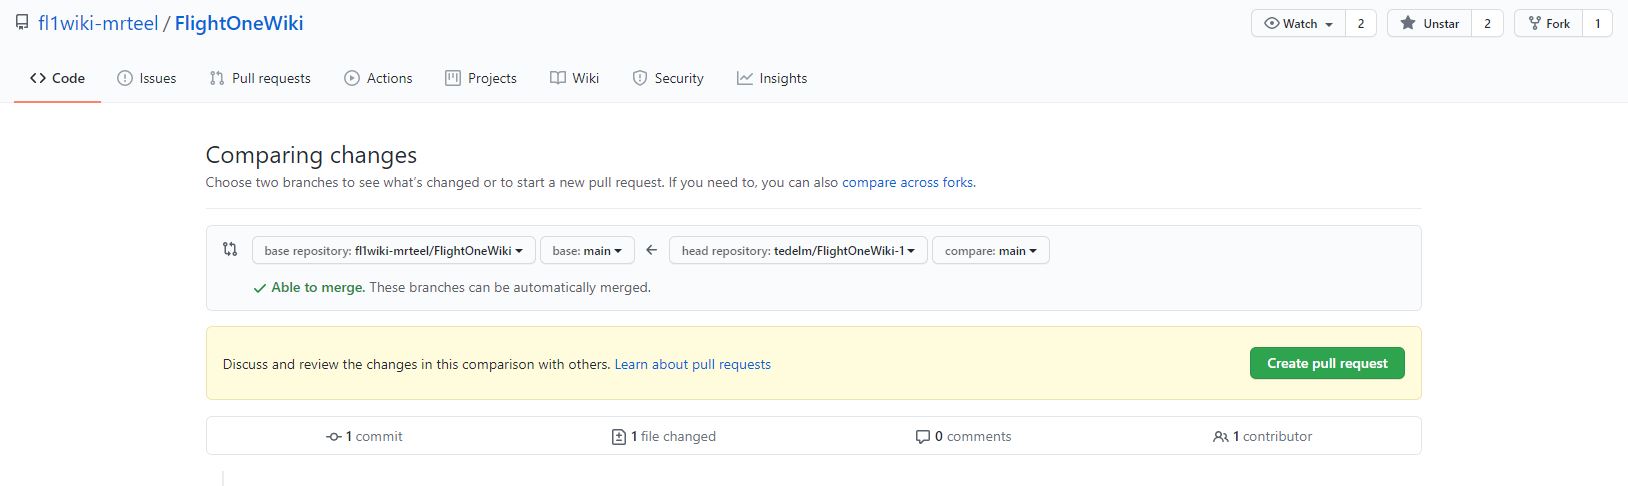 fl1wiki-mrteel / FlightOneWiki
Watch 2 Unstar 2 Fork 1
Code Issues Pull requests Actions Projects Wiki Security Insights
Comparing changes
Choose two branches to see what's changed or to start a new pull request. If you need to, you can also compare across forks.
base repository: fl1wiki-mrteel/FlightOneWiki base: main head repository: tedelm/FlightOneWiki-1 compare: main
Able to merge. These branches can be automatically merged.
Discuss and review the changes in this comparison with others. Learn about pull requests Create pull request
1 commit 1 file changed 0 comments 1 contributor